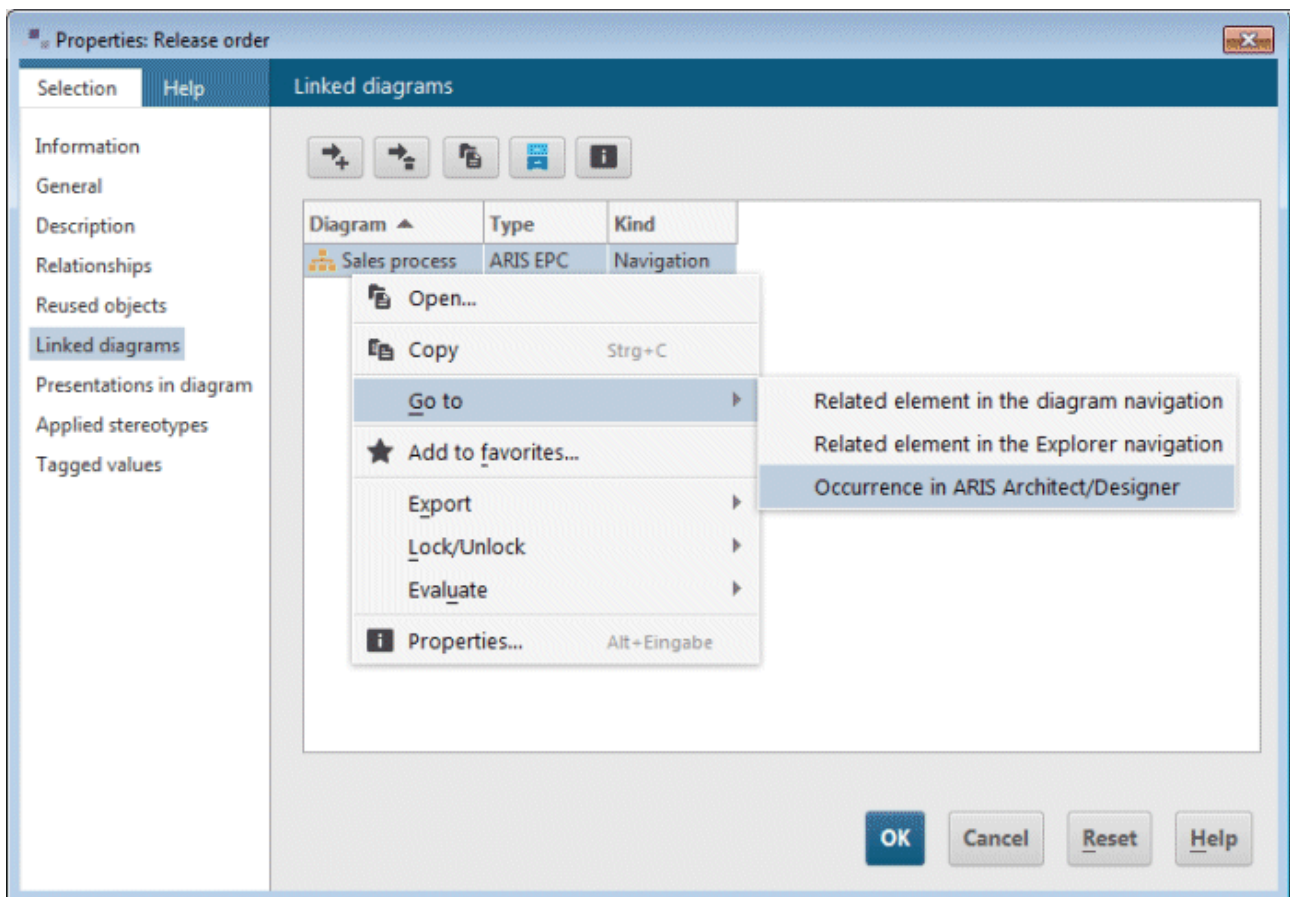 Properties: Release order
Selection Help Linked diagrams
Information
General
Description
Relationships
Reused objects
Linked diagrams
Presentations in diagram
Applied stereotypes
Tagged values
Diagram Type Kind
Sales process ARIS EPC Navigation
Open...
Copy Strg+C
Go to
Add to favorites...
Export
Lock/Unlock
Evaluate
Properties... Alt+Eingabe
Related element in the diagram navigation
Related element in the Explorer navigation
Occurrence in ARIS Architect/Designer
OK Cancel Reset Help